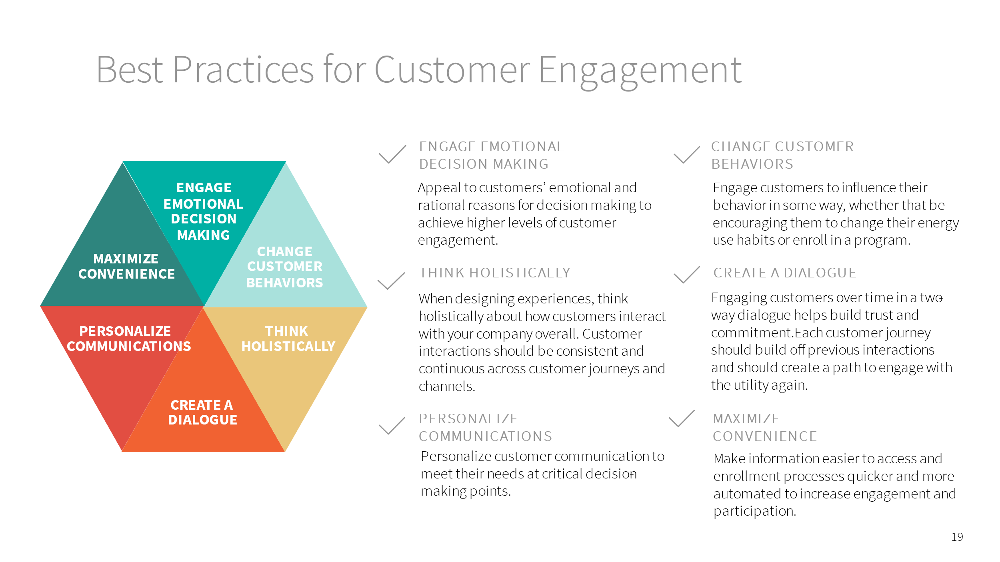 Best Practices for Customer Engagement
ENGAGE
EMOTIONAL
DECISION
MAKING
CHANGE
CUSTOMER
BEHAVIORS
MAXIMIZE
CONVENIENCE
PERSONALIZE
COMMUNICATIONS
THINK
HOLISTICALLY
CREATE A
DIALOGUE
ENGAGE EMOTIONAL
DECISION MAKING
Appeal to customers’ emotional and
rational reasons for decision making to
achieve higher levels of customer
engagement.
CHANGE CUSTOMER
BEHAVIORS
Engage customers to influence their
behavior in some way, whether that be
encouraging them to change their energy
use habits or enroll in a program.
THINK HOLISTICALLY
When designing experiences, think
holistically about how customers interact
with your company overall. Customer
interactions should be consistent and
continuous across customer journeys and
channels.
CREATE A DIALOGUE
Engaging customers over time in a two-
way dialogue helps build trust and
commitment.Each customer journey
should build off previous interactions
and should create a path to engage with
the utility again.
PERSONALIZE
COMMUNICATIONS
Personalize customer communication to
meet their needs at critical decision-
making points.
MAXIMIZE
CONVENIENCE
Make information easier to access and
enrollment processes quicker and more
automated to increase engagement and
participation.
19